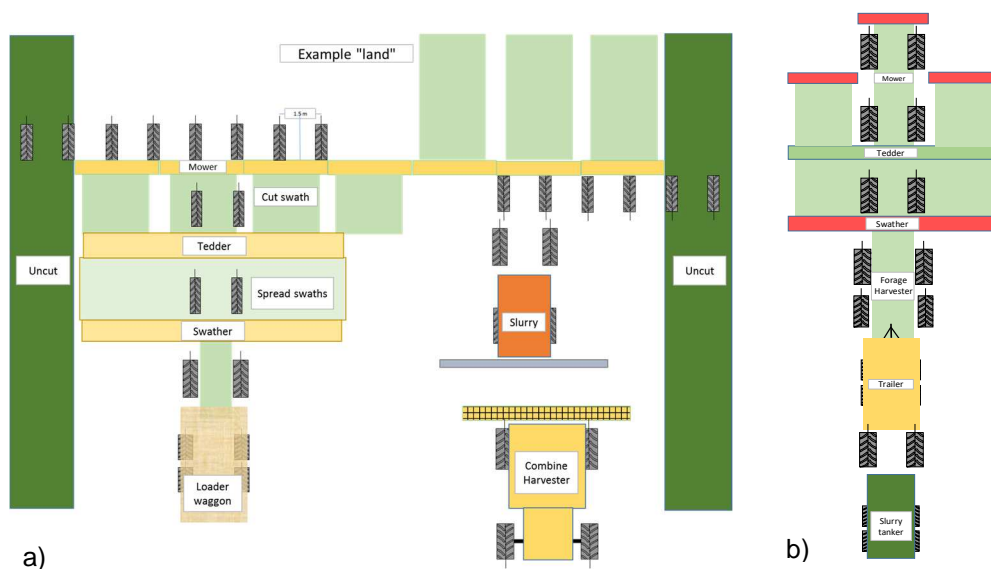 Example "land"
1.5 m
Mower
Cut swath
Tedder
Uncut
Spread swaths
Swather
Uncut
Slurry
Loader
waggon
Combine
Harvester
a)
Mower
Tedder
Swather
Forage
Harvester
Trailer
Slurry
tanker
b)